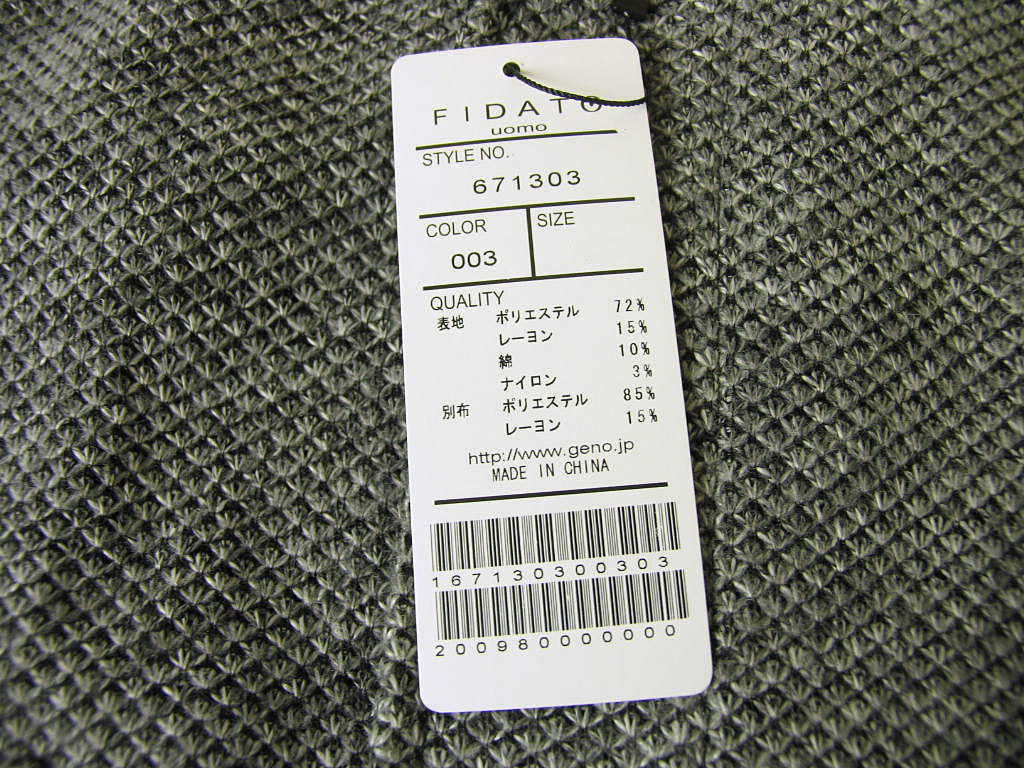 FIDATO
uomo
STYLE NO.
671303
COLOR
003
SIZE
QUALITY
表地 ポリエステル 72%
レーヨン 15%
綿 10%
ナイロン 3%
別布 ポリエステル 85%
レーヨン 15%
http://www.geno.jp
MADE IN CHINA
167130300303
2009800000000